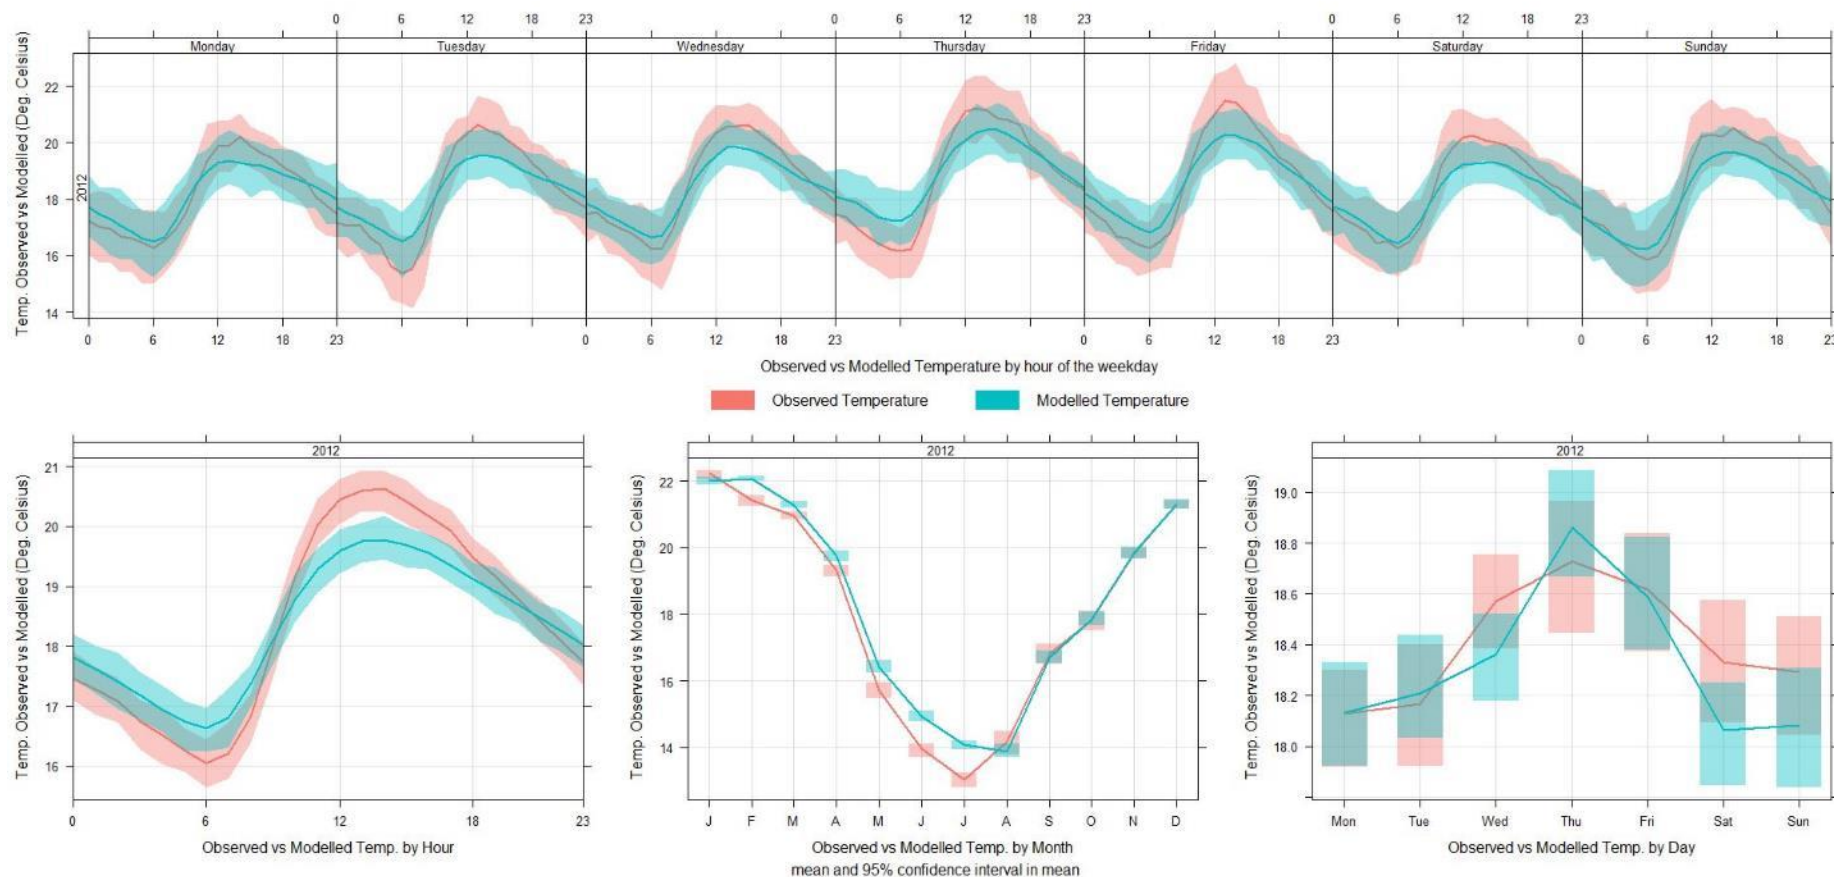 0 6 12 18 23 0 6 12 18 23 0 6 12 18 23
Monday Tuesday Wednesday Thursday Friday Saturday Sunday
Temp. Observed vs Modelled (Deg. Celsius)
22
20
18
16
14
2012
0 6 12 18 23 0 6 12 18 23 0 6 12 18 23 0 6 12 18 23
Observed vs Modelled Temperature by hour of the weekday
Observed Temperature Modelled Temperature
2012
Temp. Observed vs Modelled (Deg. Celsius)
21
20
19
18
17
16
0 6 12 18 23
Observed vs Modelled Temp. by Hour
2012
Temp. Observed vs Modelled (Deg. Celsius)
22
20
18
16
14
J F M A M J J A S O N D
Observed vs Modelled Temp. by Month
mean and 95% confidence interval in mean
2012
Temp. Observed vs Modelled (Deg. Celsius)
19.0
18.8
18.6
18.4
18.2
18.0
Mon Tue Wed Thu Fri Sat Sun
Observed vs Modelled Temp. by Day